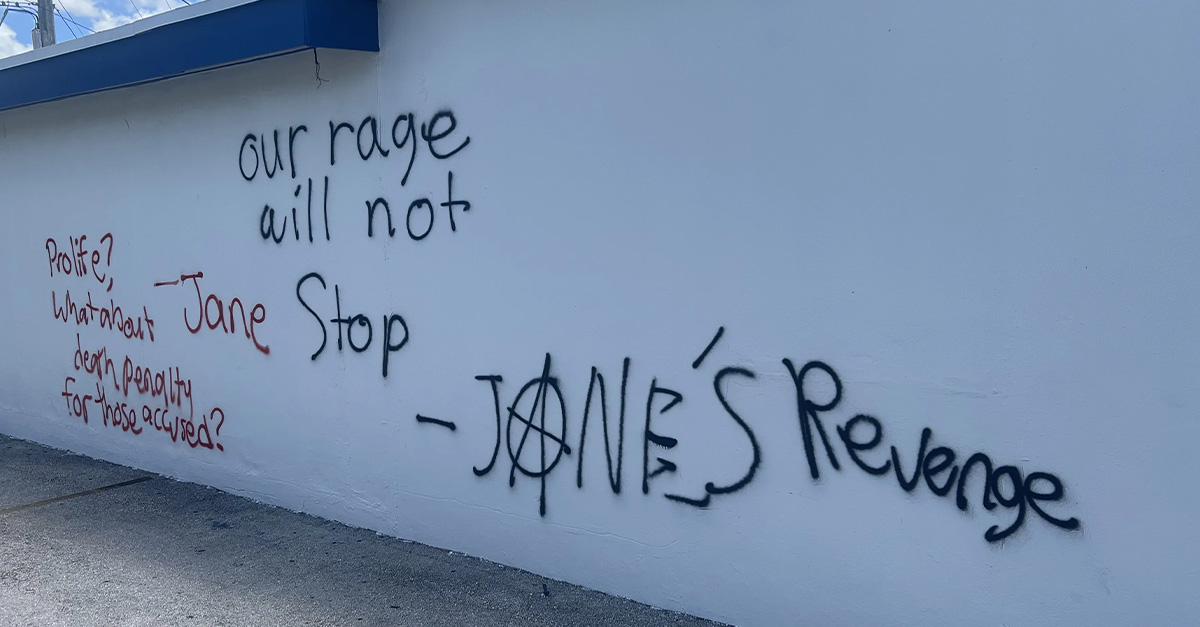 our rage
will not
Stop
-JANE'S Revenge
Prolife?
what about
death penalty
for those accused?
-Jane